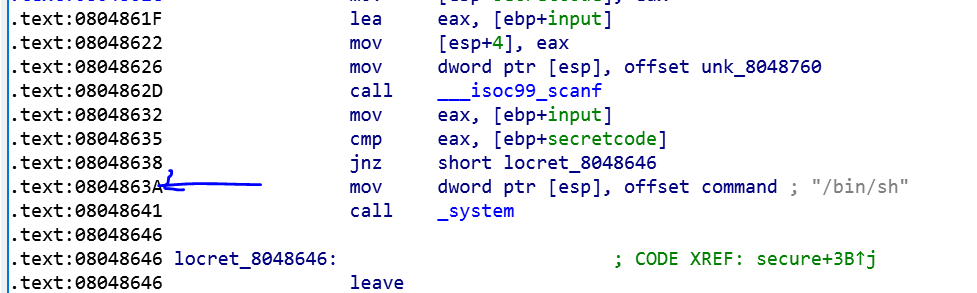 .text:0804861F lea eax, [ebp+input]
.text:08048622 mov [esp+4], eax
.text:08048626 mov dword ptr [esp], offset unk_8048760
.text:0804862D call ___isoc99_scanf
.text:08048632 mov eax, [ebp+input]
.text:08048635 cmp eax, [ebp+secretcode]
.text:08048638 jnz short locret_8048646
.text:0804863A mov dword ptr [esp], offset command ; "/bin/sh"
.text:08048641 call _system
.text:08048646
.text:08048646 locret_8048646: ; CODE XREF: secure+3B↑j
.text:08048646 leave